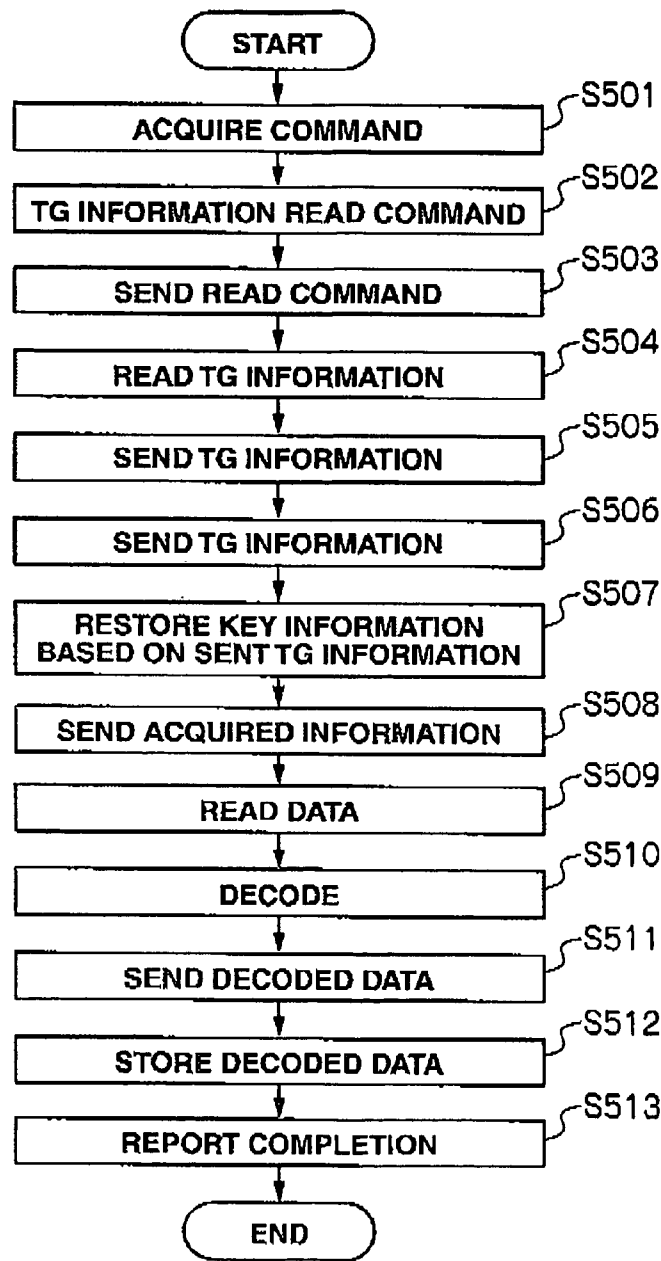 START
S501
ACQUIRE COMMAND
S502
TG INFORMATION READ COMMAND
S503
SEND READ COMMAND
S504
READ TG INFORMATION
S505
SEND TG INFORMATION
S506
SEND TG INFORMATION
S507
RESTORE KEY INFORMATION
BASED ON SENT TG INFORMATION
S508
SEND ACQUIRED INFORMATION
S509
READ DATA
S510
DECODE
S511
SEND DECODED DATA
S512
STORE DECODED DATA
S513
REPORT COMPLETION
END